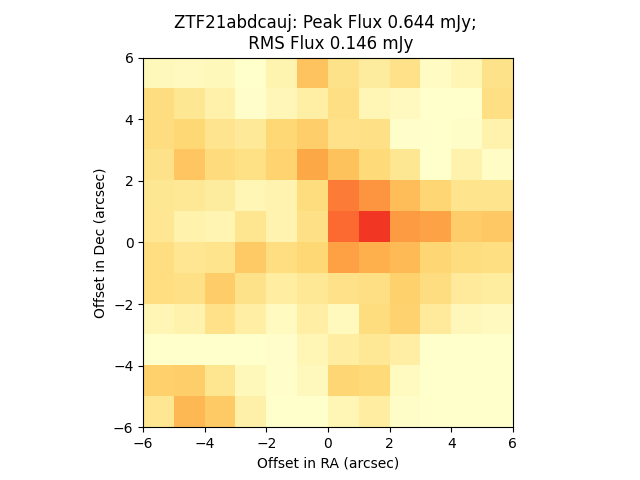 ZTF21abdcauj: Peak Flux 0.644 mJy;
RMS Flux 0.146 mJy
6
4
2
0
−2
−4
−6
Offset in Dec (arcsec)
−6 −4 −2 0 2 4 6
Offset in RA (arcsec)